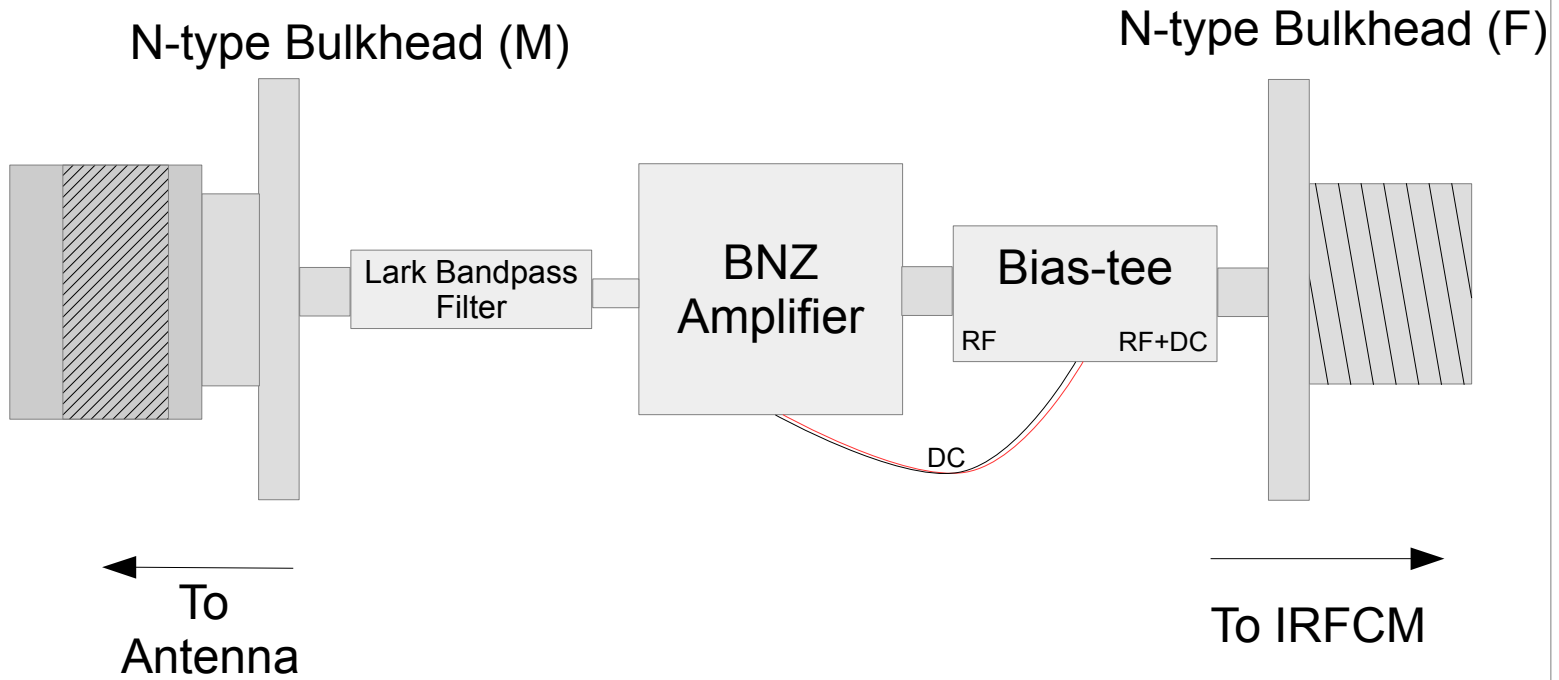 N-type Bulkhead (M)
N-type Bulkhead (F)
Lark Bandpass
Filter
BNZ
Amplifier
Bias-tee
RF
RF+DC
DC
To
Antenna
To IRFCM